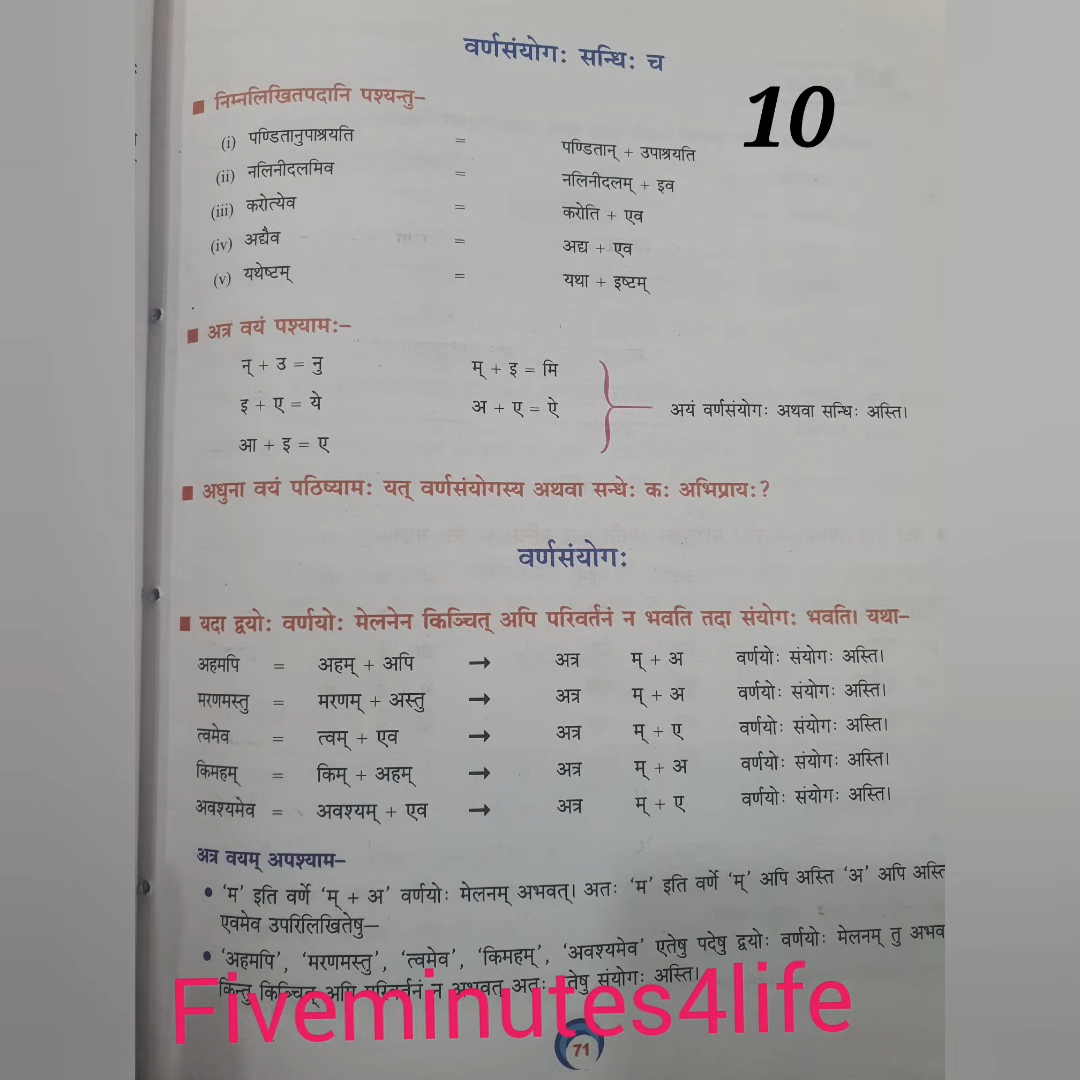 वर्णसंयोगः सन्धिः च
10
निम्नलिखितपदानि पश्यन्तु–
(i) पण्डितानुपाश्रयति = पण्डितान् + उपाश्रयति
(ii) नलिनीदलमिव = नलिनीदलम् + इव
(iii) करोत्येव = करोति + एव
(iv) अद्यैव = अद्य + एव
(v) यथेष्टम् = यथा + इष्टम्
अत्र वयं पश्यामः–
न् + उ = नु म् + इ = मि
इ + ए = ये अ + ए = ऐ अयं वर्णसंयोगः अथवा सन्धिः अस्ति।
आ + इ = ए
अधुना वयं पठिष्यामः यत् वर्णसंयोगस्य अथवा सन्धेः कः अभिप्रायः?
वर्णसंयोगः
यदा द्वयोः वर्णयोः मेलनेन किञ्चित् अपि परिवर्तनं न भवति तदा संयोगः भवति। यथा–
अहमपि = अहम् + अपि → अत्र म् + अ वर्णयोः संयोगः अस्ति।
मरणमस्तु = मरणम् + अस्तु → अत्र म् + अ वर्णयोः संयोगः अस्ति।
त्वमेव = त्वम् + एव → अत्र म् + ए वर्णयोः संयोगः अस्ति।
किमहम् = किम् + अहम् → अत्र म् + अ वर्णयोः संयोगः अस्ति।
अवश्यमेव = अवश्यम् + एव → अत्र म् + ए वर्णयोः संयोगः अस्ति।
अत्र वयम् अपश्याम–
• ‘म’ इति वर्णे ‘म् + अ’ वर्णयोः मेलनम् अभवत्। अतः ‘म’ इति वर्णे ‘म्’ अपि अस्ति ‘अ’ अपि अस्ति
एवमेव उपरिलिखितेषु–
• ‘अहमपि’, ‘मरणमस्तु’, ‘त्वमेव’, ‘किमहम्’, ‘अवश्यमेव’ एतेषु पदेषु द्वयोः वर्णयोः मेलनम् तु अभव
किन्तु किञ्चित् अपि परिवर्तनं न अभवत् अतः एतेषु संयोगः अस्ति।
Fiveminutes4life
71